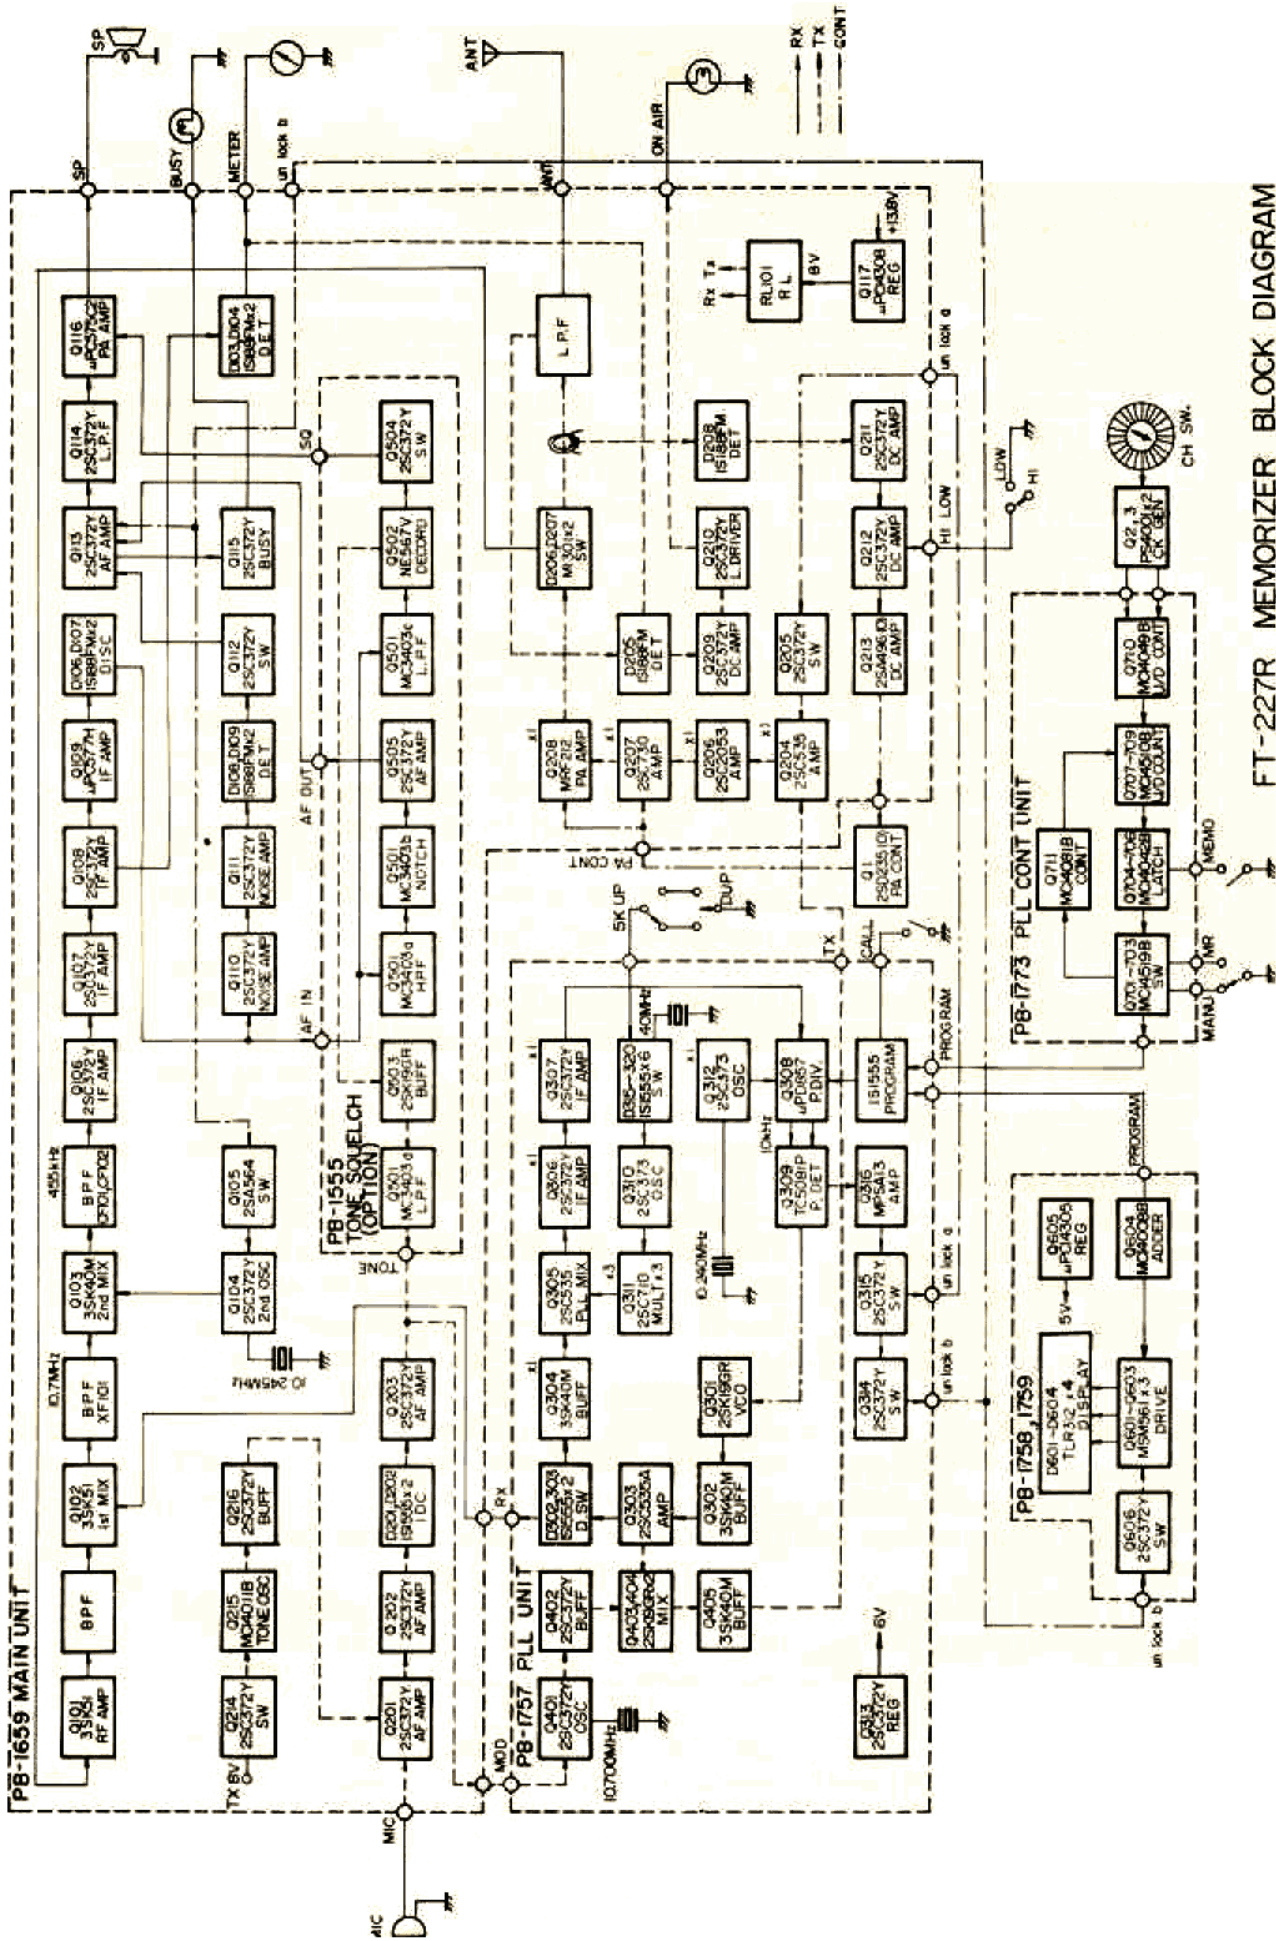 PB-1659 MAIN UNIT
Q101
3SK51
RF AMP
BPF
Q102
3SK51
1st MIX
10.7MHz
BPF
XF101
Q103
3SK40M
2nd MIX
455kHz
BPF
CF101,CF102
Q106
2SC372Y
IF AMP
Q107
2SC372Y
IF AMP
Q108
2SC372Y
IF AMP
Q109
μPC577H
IF AMP
D106,D107
1S188FMx2
DISC
Q113
2SC372Y
AF AMP
Q114
2SC372Y
L.P.F
Q116
μPC575C2
PA AMP
SP
SP
TX 8V
Q214
2SC372Y
SW
Q215
MC14011B
TONE OSC
Q216
2SC372Y
BUFF
10.245MHz
Q104
2SC372Y
2nd OSC
Q105
2SA564
SW
Q110
2SC372Y
NOISE AMP
Q111
2SC372Y
NOISE AMP
D108,D109
1S188FMx2
DET
Q112
2SC372Y
SW
Q115
2SC372Y
BUSY
D103,D104
1S188FMx2
DET
BUSY
METER
un lock b
MIC
MIC
Q201
2SC372Y
AF AMP
Q202
2SC372Y
AF AMP
D201,D202
1S1555x2
IDC
Q203
2SC372Y
AF AMP
PB-1555
TONE SQUELCH
(OPTION)
TONE
AF IN
AF OUT
SQ
Q501
MC3403d
L.P.F
Q503
2SK19GR
BUFF
Q501
MC3403a
H.P.F
Q501
MC3403b
NOTCH
Q505
2SC372Y
AF AMP
Q501
MC3403c
L.P.F
Q502
NE567V
DECORD
Q504
2SC372Y
SW
MOD
RX
PB-1757 PLL UNIT
Q401
2SC372Y
OSC
10.700MHz
Q402
2SC372Y
BUFF
D302,303
1S1555x2
D.SW
Q304
3SK40M
BUFF
x1
Q305
2SC535
PLL MIX
Q306
2SC372Y
IF AMP
x1
Q307
2SC372Y
IF AMP
x1
Q403,404
2SK19GRx2
MIX
Q303
2SC535A
AMP
Q311
2SC710
MULTI x3
x3
Q310
2SC373
OSC
D315-320
1S1555x6
SW
40MHz
5K UP
DUP
Q405
3SK40M
BUFF
Q302
3SK40M
BUFF
Q301
2SK19GR
VCO
10.240MHz
Q312
2SC373
OSC
x1
Q309
TC5081P
P. DET
10kHz
Q308
μPD857
P.DIV.
TX
Q313
2SC372Y
REG
6V
Q314
2SC372Y
SW
Q315
2SC372Y
SW
Q316
MPSA13
AMP
1S1555
PROGRAM
CALL
un lock b
un lock a
PROGRAM
PA CONT
Q208
MRF212
PA AMP
x1
D206,D207
MI301x2
SW
L.P.F
ANT
ANT
Q207
2SC730
AMP
x1
D205
1S188FM
DET
Q206
2SC2053
AMP
x1
Q209
2SC372Y
DC AMP
Q210
2SC372Y
L.DRIVER
D208
1S188FM
DET
ON AIR
Rx Tx
RL101
RL
8V
Q117
μPC14308
REG
+13.8V
Q204
2SC535
AMP
x1
Q205
2SC372Y
SW
Q1
2SD235(O)
PA CONT
Q213
2SA496(O)
DC AMP
Q212
2SC372Y
DC AMP
Q211
2SC372Y
DC AMP
un lock a
HI LOW
LOW
HI
RX
TX
CONT
PB-1758,1759
D601-D604
TLR312 x4
DISPLAY
5V
Q605
μPC14305
REG
Q606
2SC372Y
SW
Q601-Q603
MSM561 x3
DRIVE
Q604
MC14008B
ADDER
un lock b
PROGRAM
PB-1773 PLL CONT UNIT
Q711
MC14081B
CONT
Q701-703
MC14519B
SW
Q704-706
MC14042B
LATCH
Q707-709
MC14510B
U/D COUNT
Q710
MC14049B
U/D CONT
Q2, 3
PS4001x2
CK GEN
CH SW.
MANU
MR
MEMO
FT-227R MEMORIZER BLOCK DIAGRAM